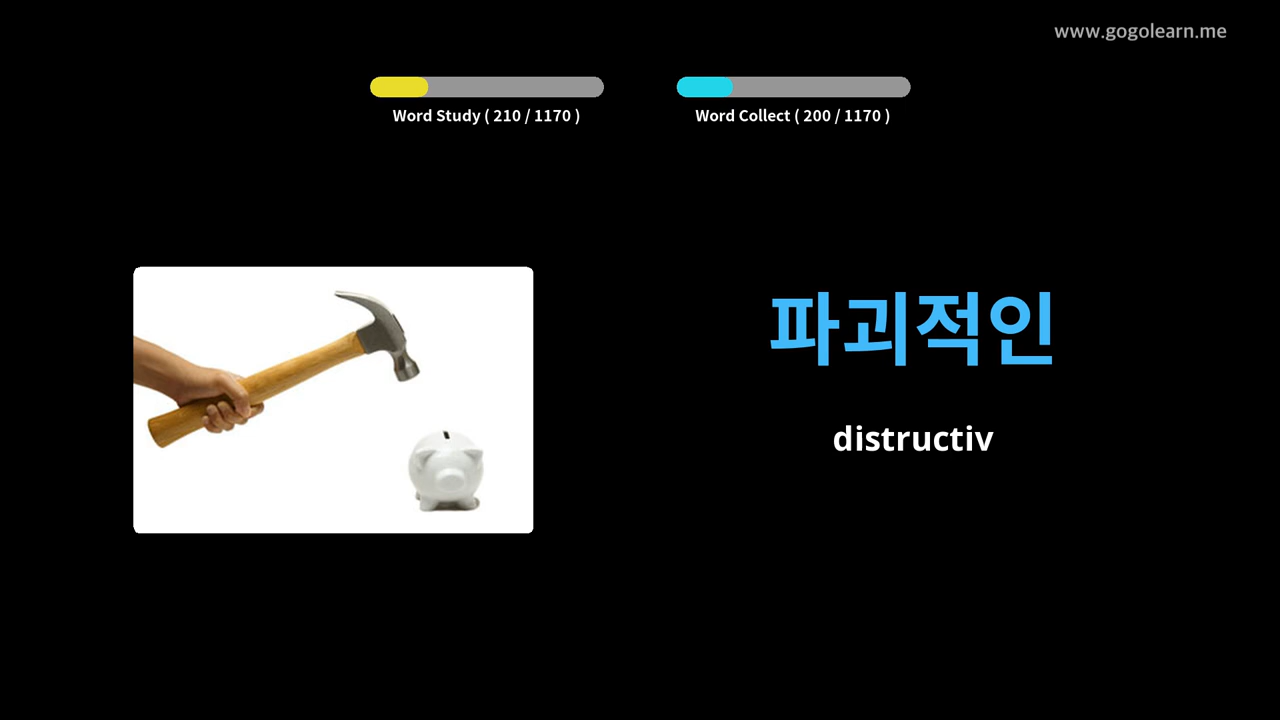 www.gogolearn.me
Word Study ( 210 / 1170 )
Word Collect ( 200 / 1170 )
파괴적인
distructiv